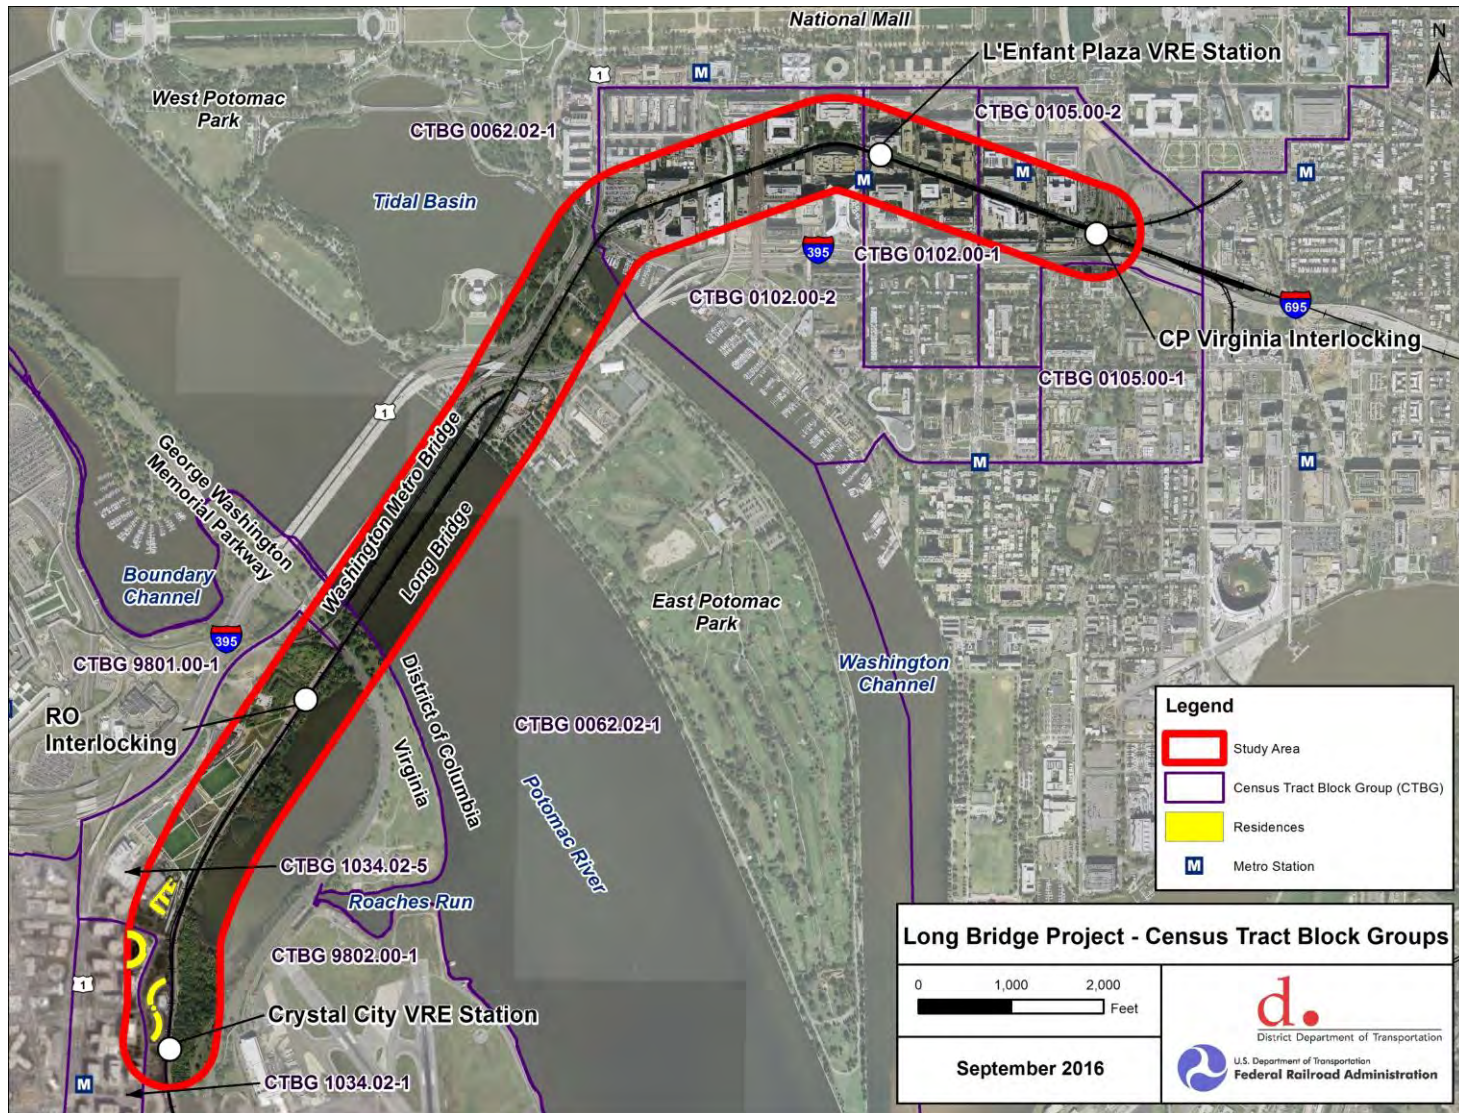 National Mall
N
1
M
L'Enfant Plaza VRE Station
West Potomac
Park
CTBG 0062.02-1
CTBG 0105.00-2
M
M
M
Tidal Basin
395
CTBG 0102.00-1
CTBG 0102.00-2
695
CP Virginia Interlocking
CTBG 0105.00-1
1
George Washington
Memorial Parkway
Washington Metro Bridge
Long Bridge
M
M
Boundary
Channel
East Potomac
Park
395
CTBG 9801.00-1
Washington
Channel
District of Columbia
Virginia
RO
Interlocking
CTBG 0062.02-1
Potomac River
CTBG 1034.02-5
Roaches Run
CTBG 9802.00-1
1
Crystal City VRE Station
M
CTBG 1034.02-1
Legend
Study Area
Census Tract Block Group (CTBG)
Residences
M Metro Station
Long Bridge Project - Census Tract Block Groups
0 1,000 2,000
Feet
September 2016
d.
District Department of Transportation
U.S. Department of Transportation
Federal Railroad Administration